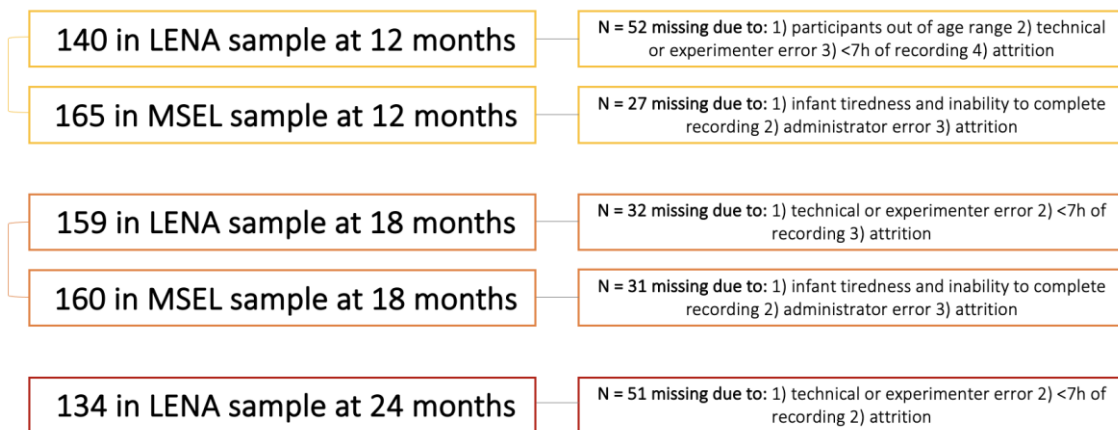 140 in LENA sample at 12 months
N = 52 missing due to: 1) participants out of age range 2) technical
or experimenter error 3) <7h of recording 4) attrition
165 in MSEL sample at 12 months
N = 27 missing due to: 1) infant tiredness and inability to complete
recording 2) administrator error 3) attrition
159 in LENA sample at 18 months
N = 32 missing due to: 1) technical or experimenter error 2) <7h of
recording 3) attrition
160 in MSEL sample at 18 months
N = 31 missing due to: 1) infant tiredness and inability to complete
recording 2) administrator error 3) attrition
134 in LENA sample at 24 months
N = 51 missing due to: 1) technical or experimenter error 2) <7h of
recording 2) attrition